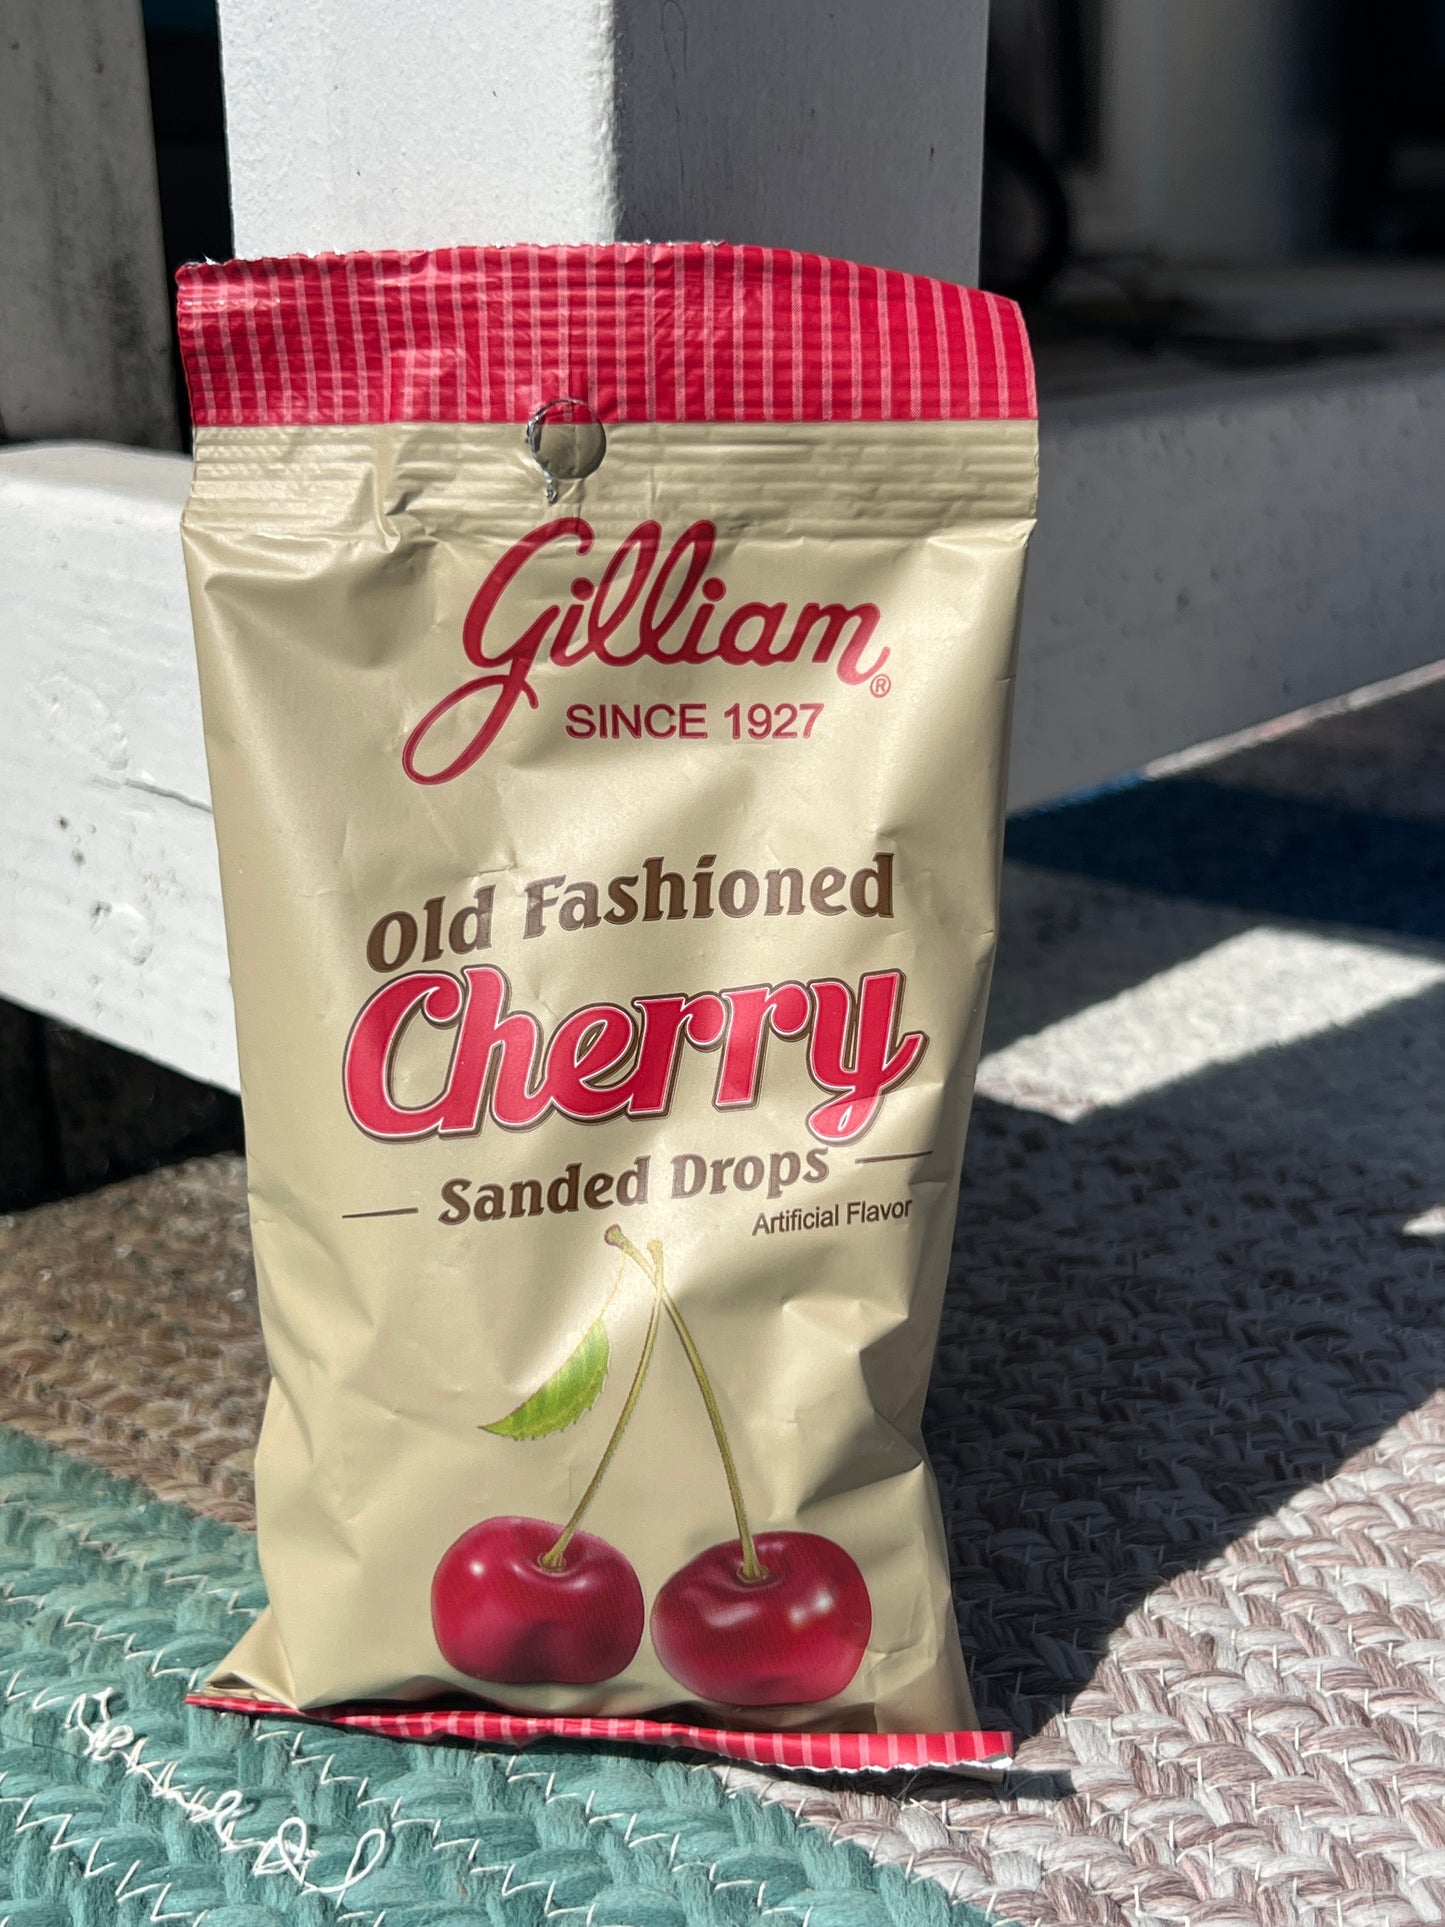 Gilliam®
SINCE 1927
Old Fashioned
Cherry
Sanded Drops
Artificial Flavor